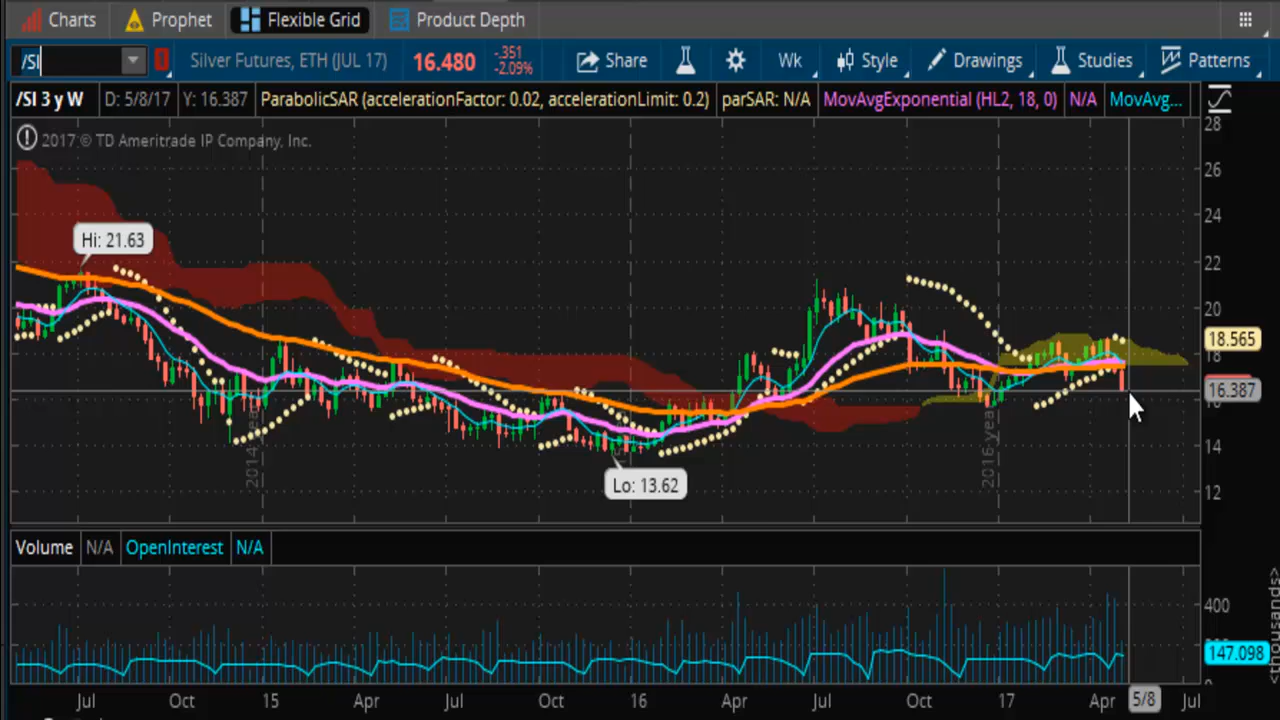 Charts Prophet Flexible Grid Product Depth
/SI Silver Futures, ETH (JUL 17) 16.480 -.351 -2.09% Share Wk Style Drawings Studies Patterns
/SI 3 y W D: 5/8/17 Y: 16.387 ParabolicSAR (accelerationFactor: 0.02, accelerationLimit: 0.2) parSAR: N/A MovAvgExponential (HL2, 18, 0) N/A MovAvg...
2017 © TD Ameritrade IP Company, Inc.
28
26
24
Hi: 21.63
22
20
18.565
18
16.387
16
14
Lo: 13.62
12
2014 year
2016 year
Volume N/A OpenInterest N/A
400
147.098
0
<thousands>
Jul Oct 15 Apr Jul Oct 16 Apr Jul Oct 17 Apr 5/8 Jul